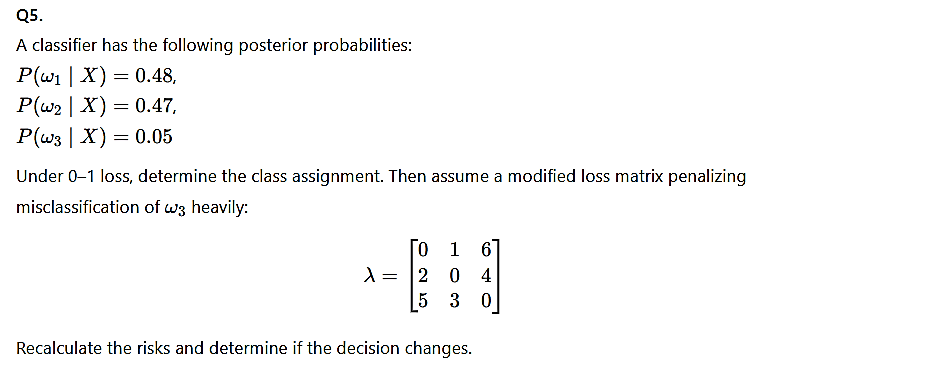 Q5.
A classifier has the following posterior probabilities:
P(ω₁ | X) = 0.48,
P(ω₂ | X) = 0.47,
P(ω₃ | X) = 0.05
Under 0–1 loss, determine the class assignment. Then assume a modified loss matrix penalizing
misclassification of ω₃ heavily:
λ = [0 1 6
2 0 4
5 3 0]
Recalculate the risks and determine if the decision changes.